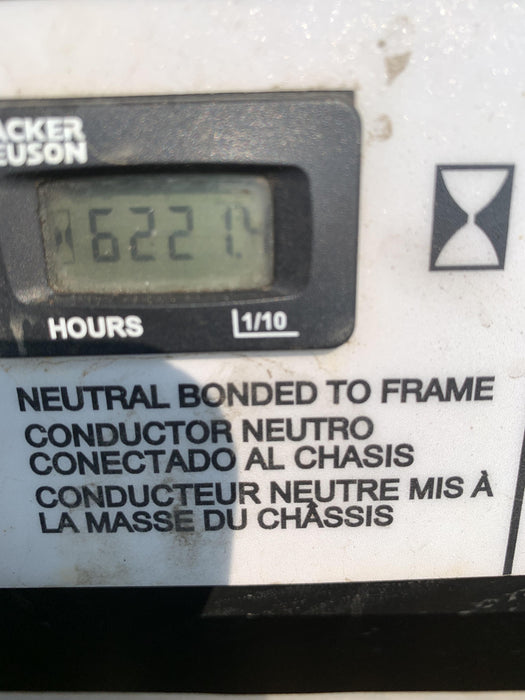 ACKER
EUSON
6221.4
HOURS 1/10
NEUTRAL BONDED TO FRAME
CONDUCTOR NEUTRO
CONECTADO AL CHASIS
CONDUCTEUR NEUTRE MIS À
LA MASSE DU CHÂSSIS